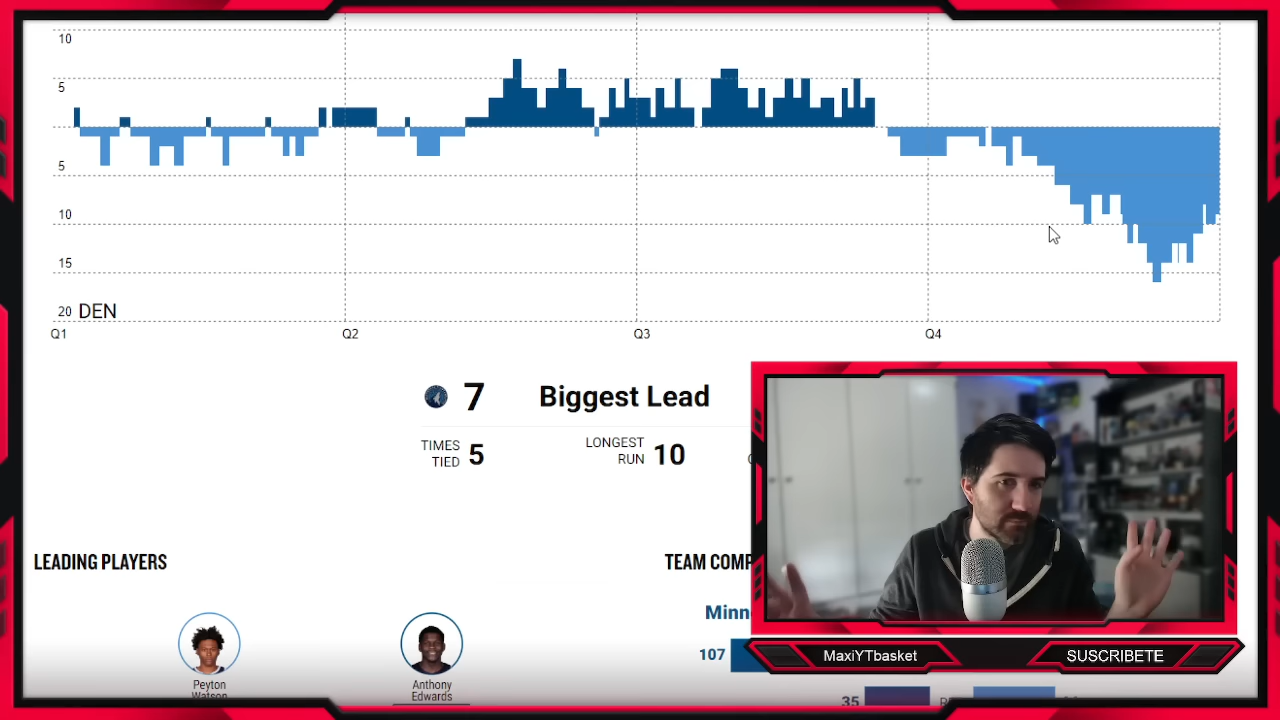 10
5
5
10
15
20 DEN
Q1 Q2 Q3 Q4
7 Biggest Lead
TIMES TIED 5
LONGEST RUN 10
LEADING PLAYERS
TEAM COMP
Minn
107
Peyton
Watson
Anthony
Edwards
35
MaxiYTbasket
SUSCRIBETE